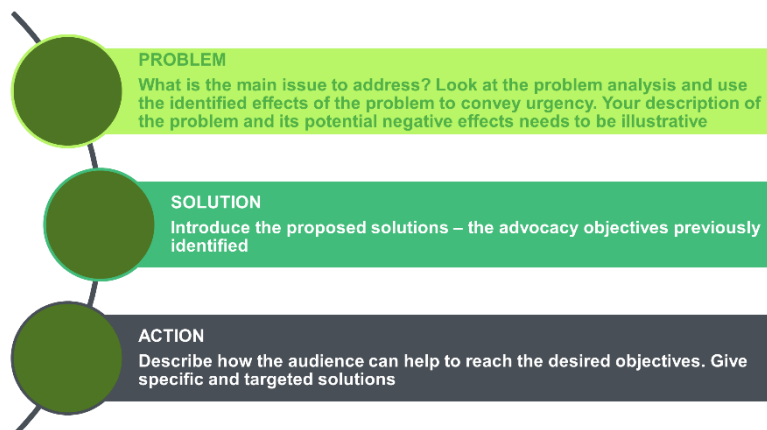 PROBLEM
What is the main issue to address? Look at the problem analysis and use
the identified effects of the problem to convey urgency. Your description of
the problem and its potential negative effects needs to be illustrative
SOLUTION
Introduce the proposed solutions – the advocacy objectives previously
identified
ACTION
Describe how the audience can help to reach the desired objectives. Give
specific and targeted solutions